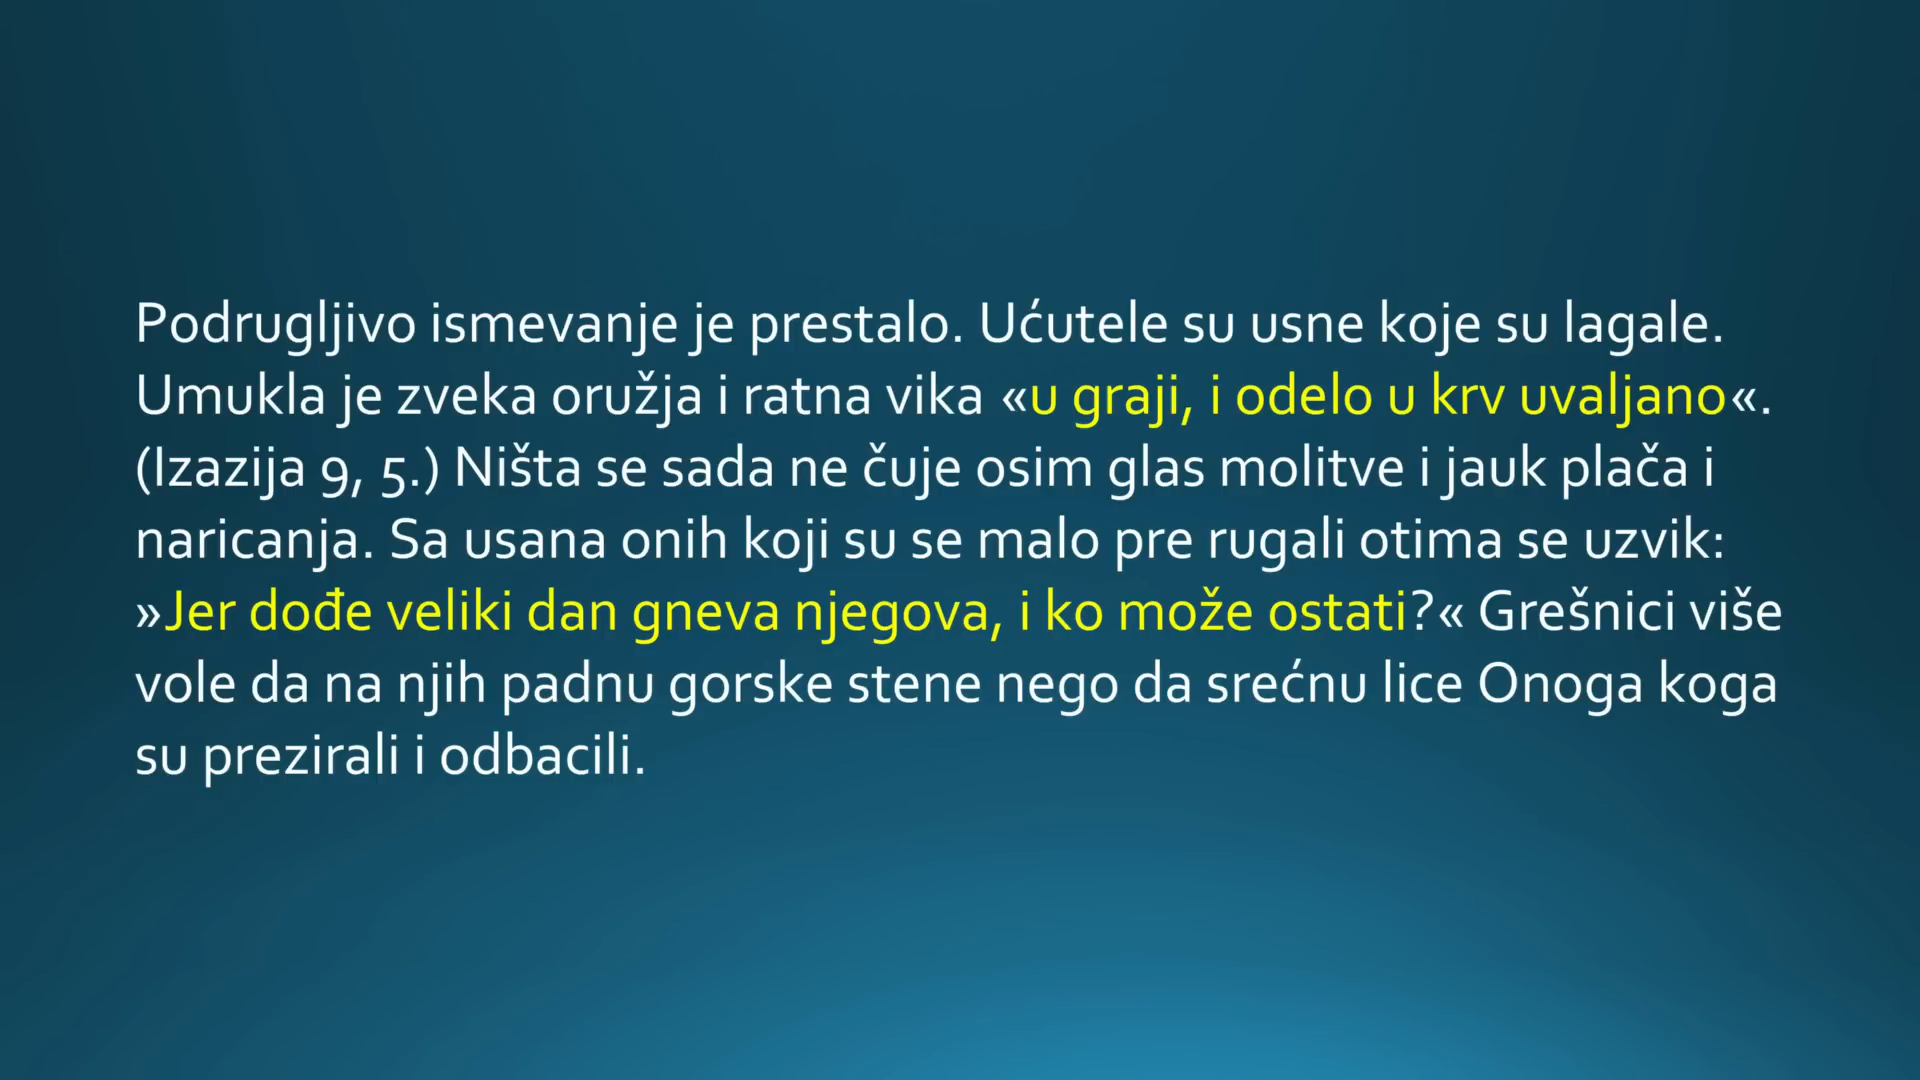 Podrugljivo ismevanje je prestalo. Ućutele su usne koje su lagale.
Umukla je zveka oružja i ratna vika «u graji, i odelo u krv uvaljano«.
(Izazija 9, 5.) Ništa se sada ne čuje osim glas molitve i jauk plača i
naricanja. Sa usana onih koji su se malo pre rugali otima se uzvik:
»Jer dođe veliki dan gneva njegova, i ko može ostati?« Grešnici više
vole da na njih padnu gorske stene nego da srećnu lice Onoga koga
su prezirali i odbacili.